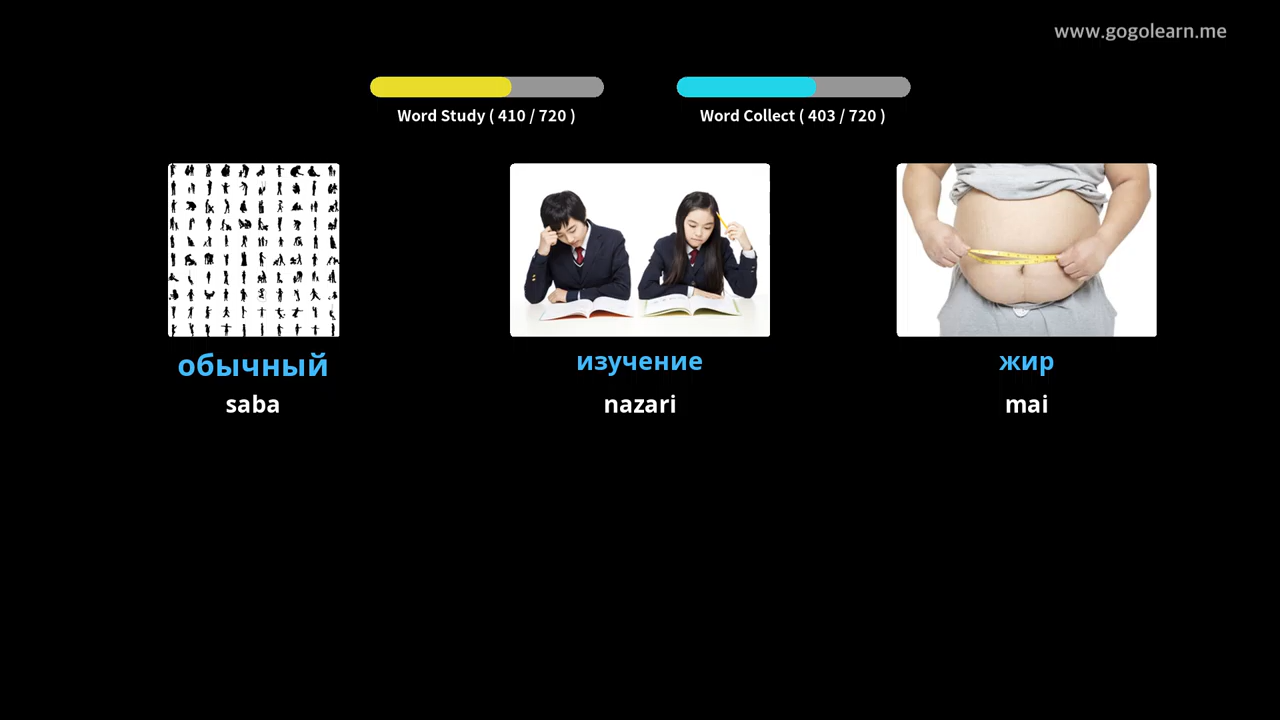 www.gogolearn.me
Word Study ( 410 / 720 )
Word Collect ( 403 / 720 )
обычный
изучение
жир
saba
nazari
mai